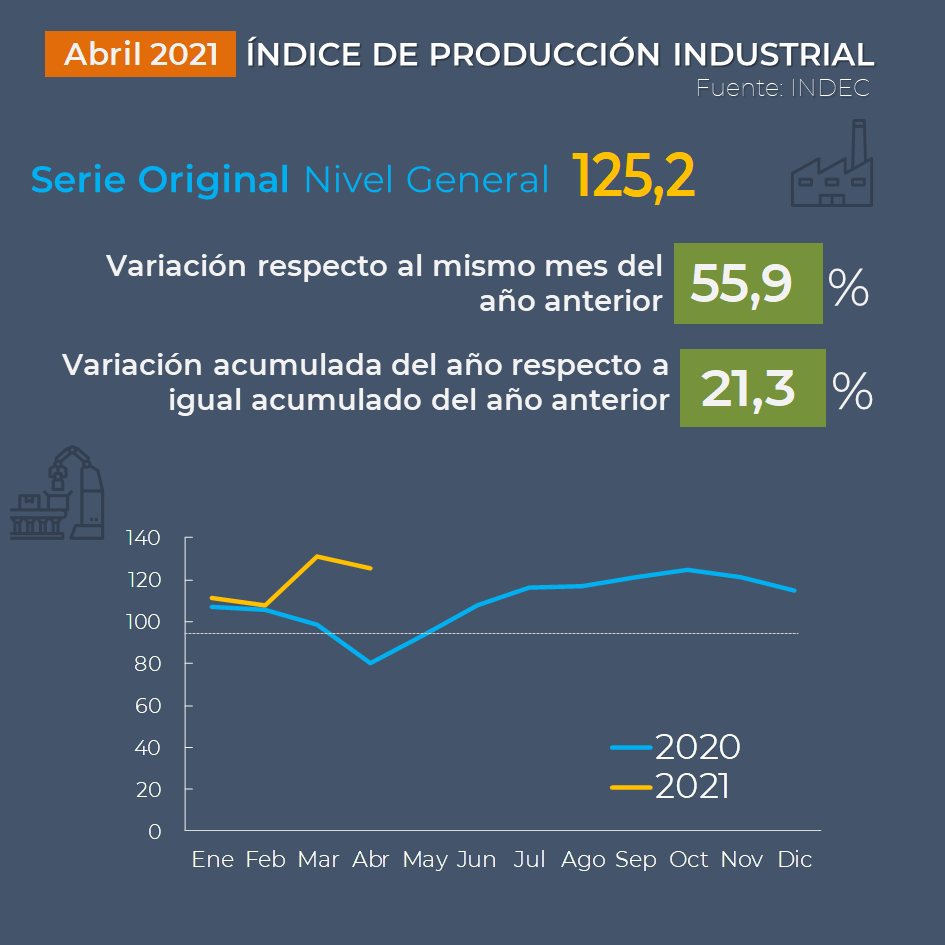 Abril 2021 ÍNDICE DE PRODUCCIÓN INDUSTRIAL
Fuente: INDEC
Serie Original Nivel General 125,2
Variación respecto al mismo mes del
año anterior
55,9 %
Variación acumulada del año respecto a
igual acumulado del año anterior
21,3 %
140
120
100
80
60
40
20
0
2020
2021
Ene Feb Mar Abr May Jun Jul Ago Sep Oct Nov Dic